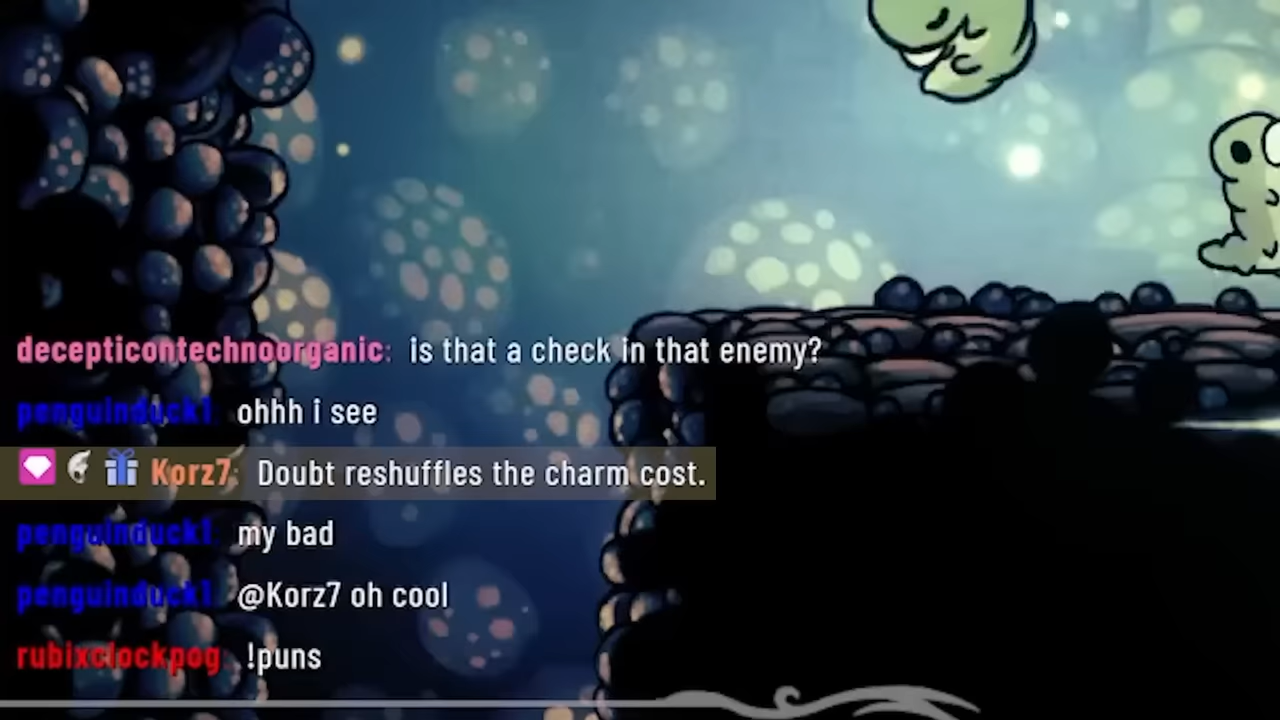 decepticontechnoorganic: is that a check in that enemy?
penguinduck1: ohhh i see
Korz7: Doubt reshuffles the charm cost.
penguinduck1: my bad
penguinduck1: @Korz7 oh cool
rubixclockpog: !puns